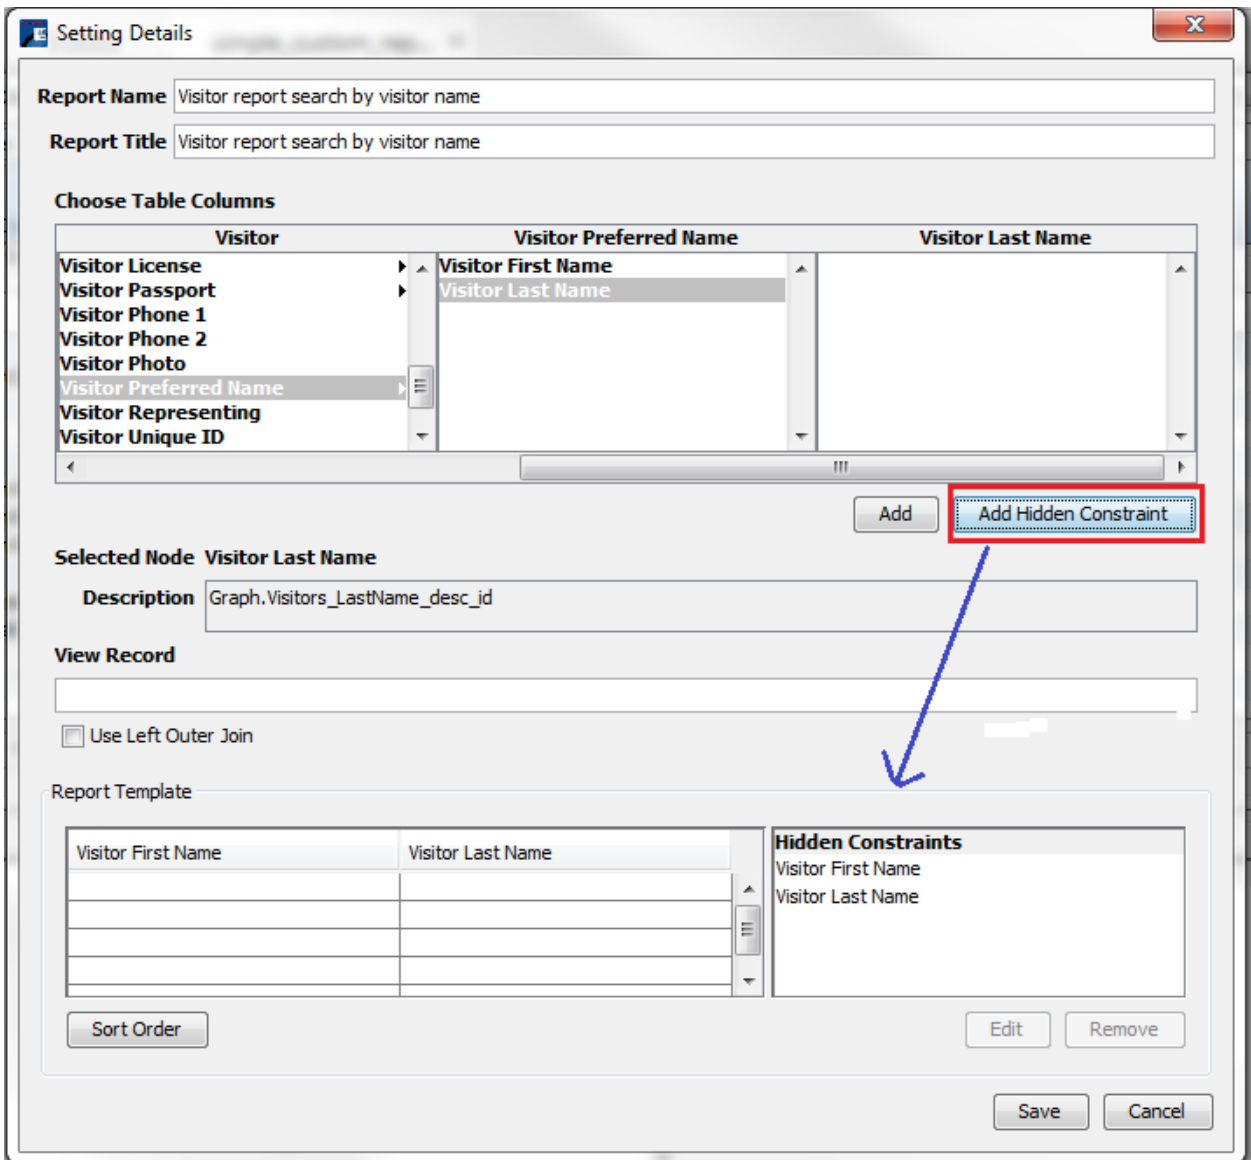 Setting Details
Report Name Visitor report search by visitor name
Report Title Visitor report search by visitor name
Choose Table Columns
Visitor Visitor Preferred Name Visitor Last Name
Visitor License Visitor First Name
Visitor Passport Visitor Last Name
Visitor Phone 1
Visitor Phone 2
Visitor Photo
Visitor Preferred Name
Visitor Representing
Visitor Unique ID
Add Add Hidden Constraint
Selected Node Visitor Last Name
Description Graph.Visitors_LastName_desc_id
View Record
Use Left Outer Join
Report Template
Visitor First Name Visitor Last Name
Hidden Constraints
Visitor First Name
Visitor Last Name
Sort Order Edit Remove
Save Cancel